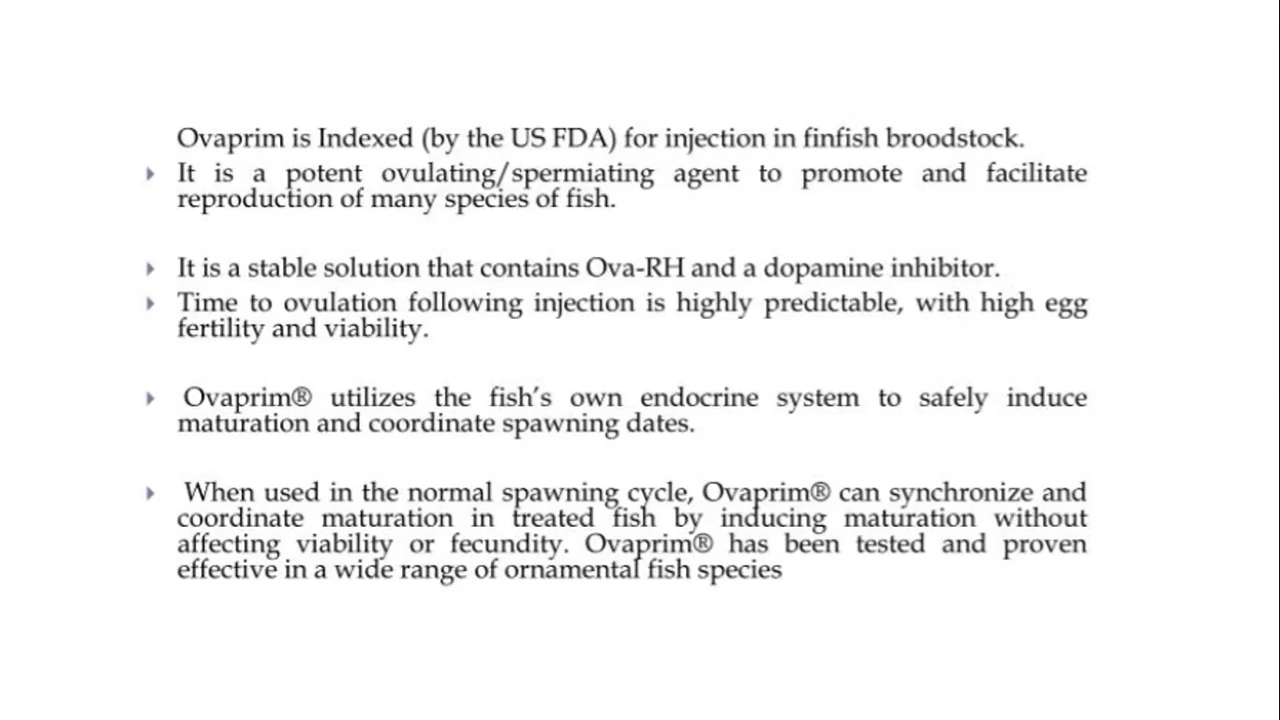 Ovaprim is Indexed (by the US FDA) for injection in finfish broodstock.
It is a potent ovulating/spermiating agent to promote and facilitate
reproduction of many species of fish.
It is a stable solution that contains Ova-RH and a dopamine inhibitor.
Time to ovulation following injection is highly predictable, with high egg
fertility and viability.
Ovaprim® utilizes the fish’s own endocrine system to safely induce
maturation and coordinate spawning dates.
When used in the normal spawning cycle, Ovaprim® can synchronize and
coordinate maturation in treated fish by inducing maturation without
affecting viability or fecundity. Ovaprim® has been tested and proven
effective in a wide range of ornamental fish species